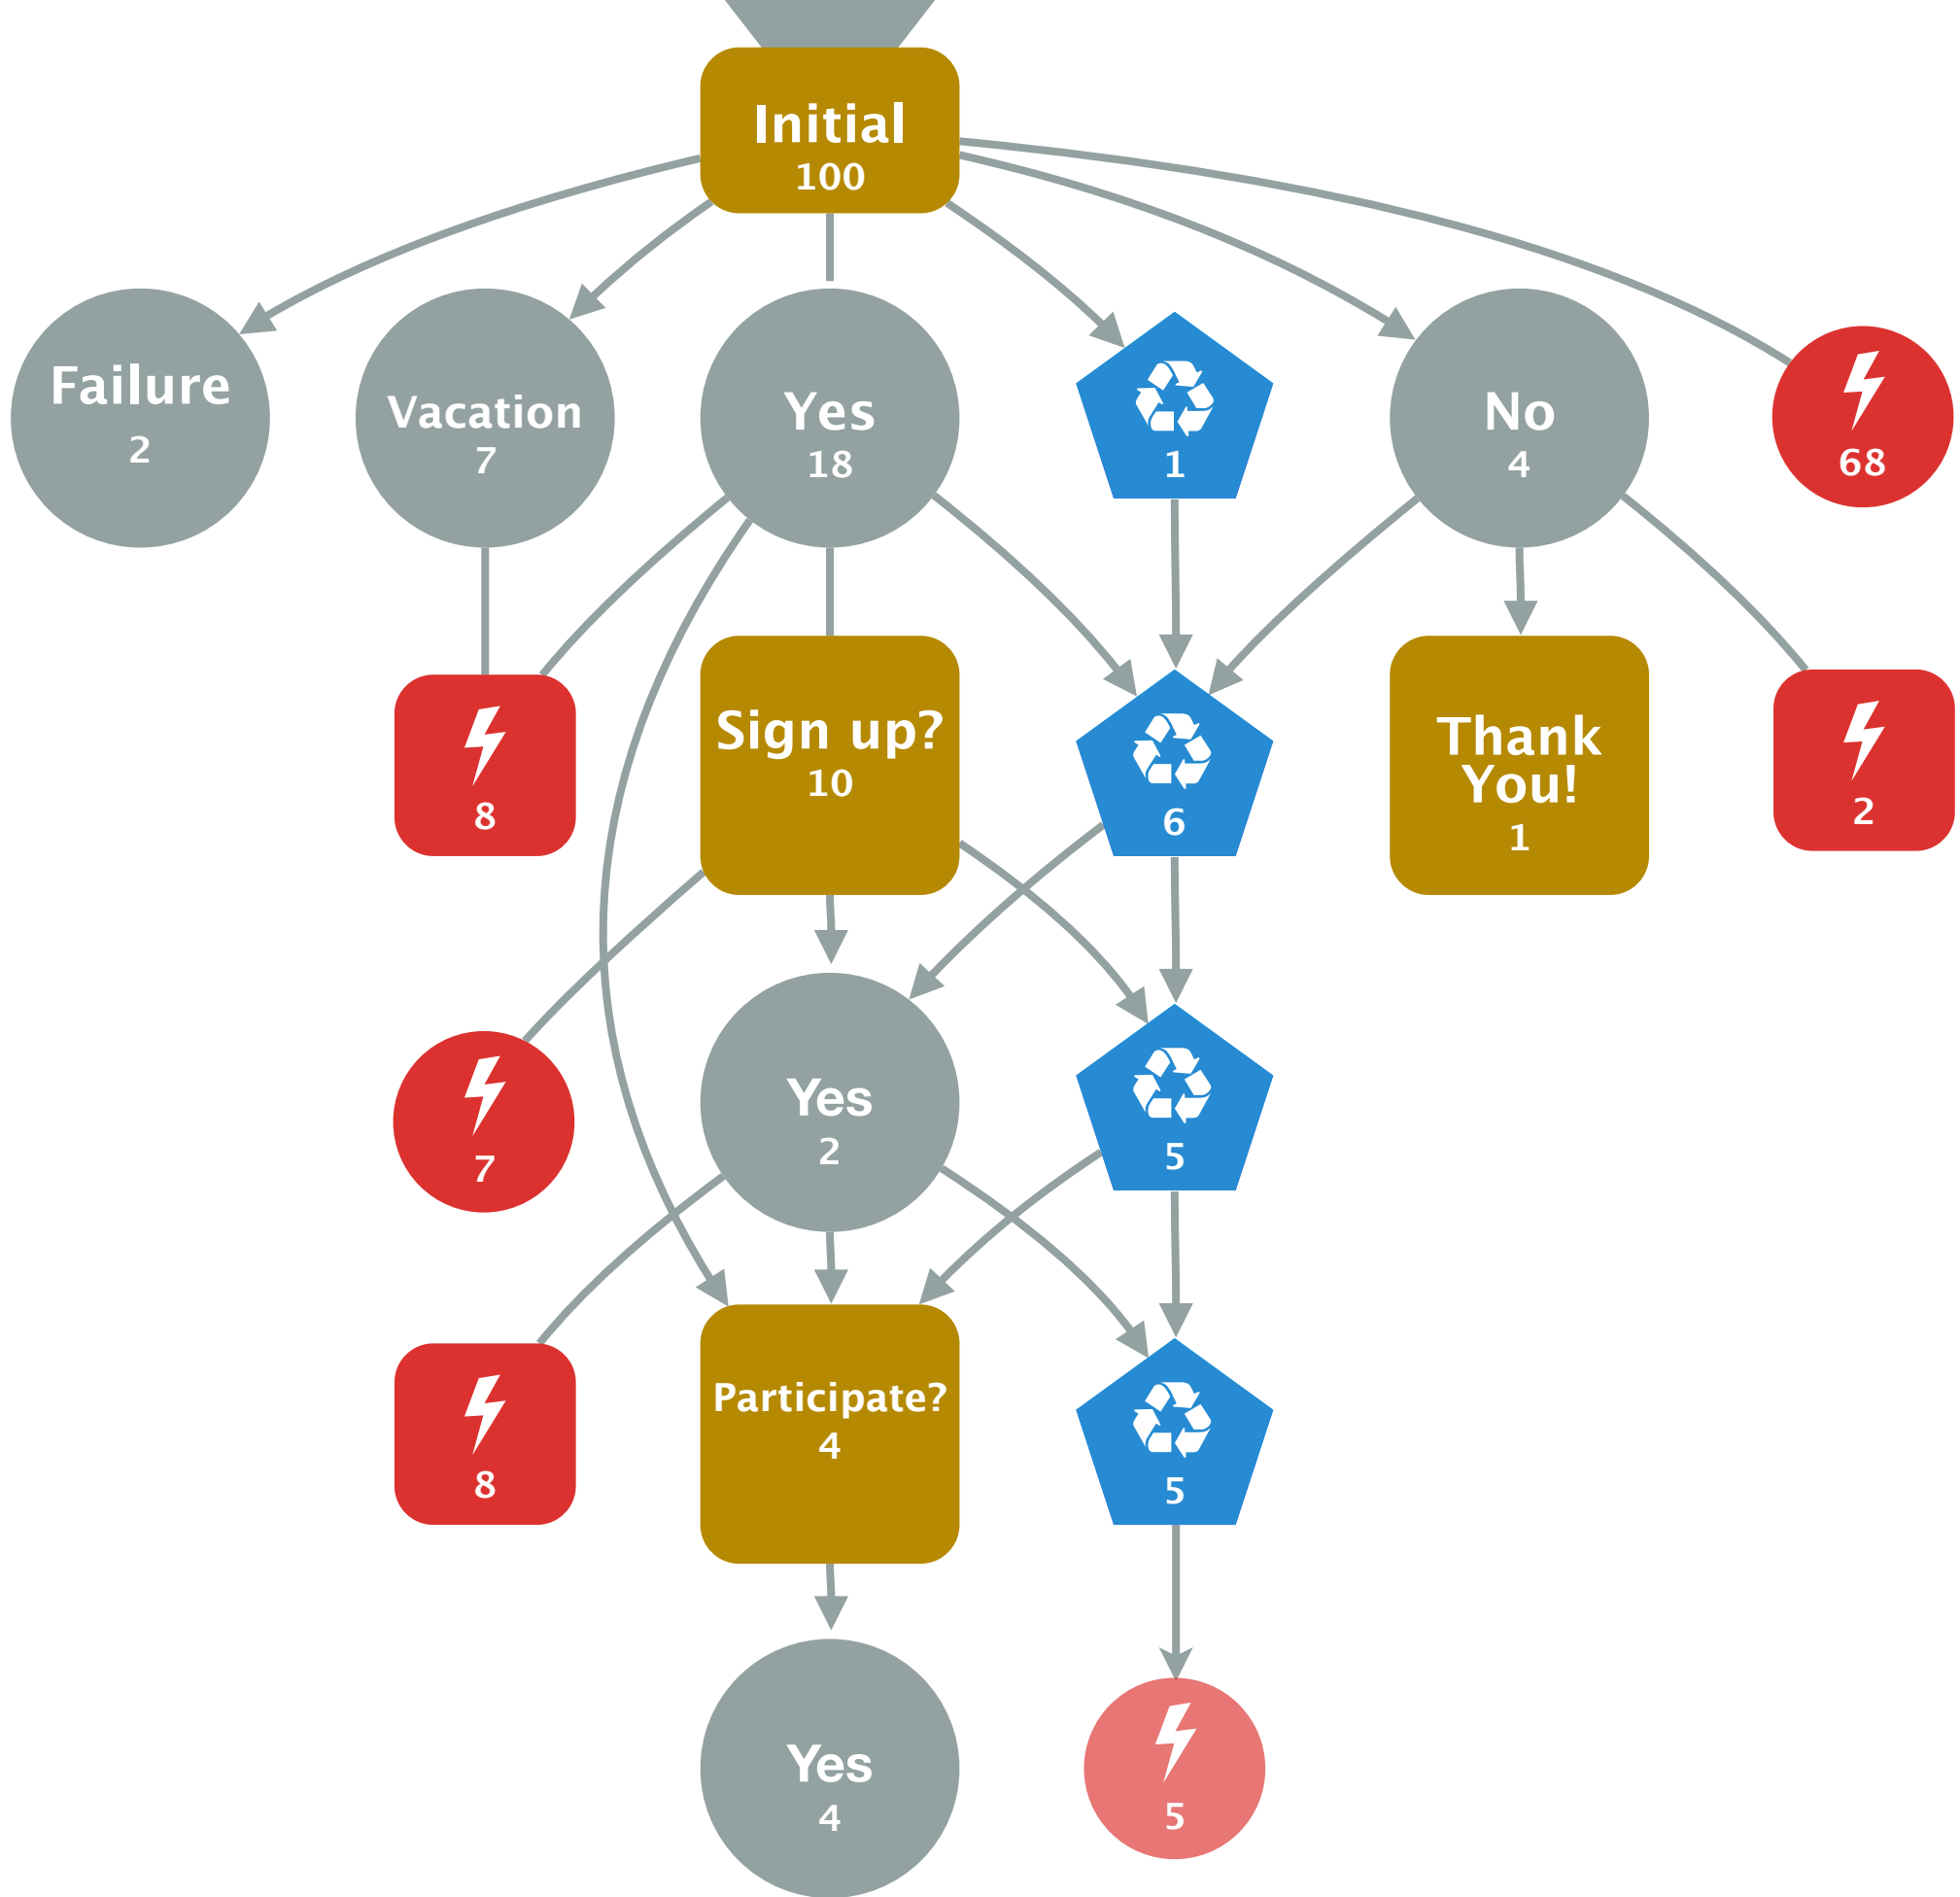 Initial
100
Failure
2
Vacation
7
Yes
18
1
No
4
68
8
Sign up?
10
6
Thank
You!
1
2
7
Yes
2
5
8
Participate?
4
5
Yes
4
5